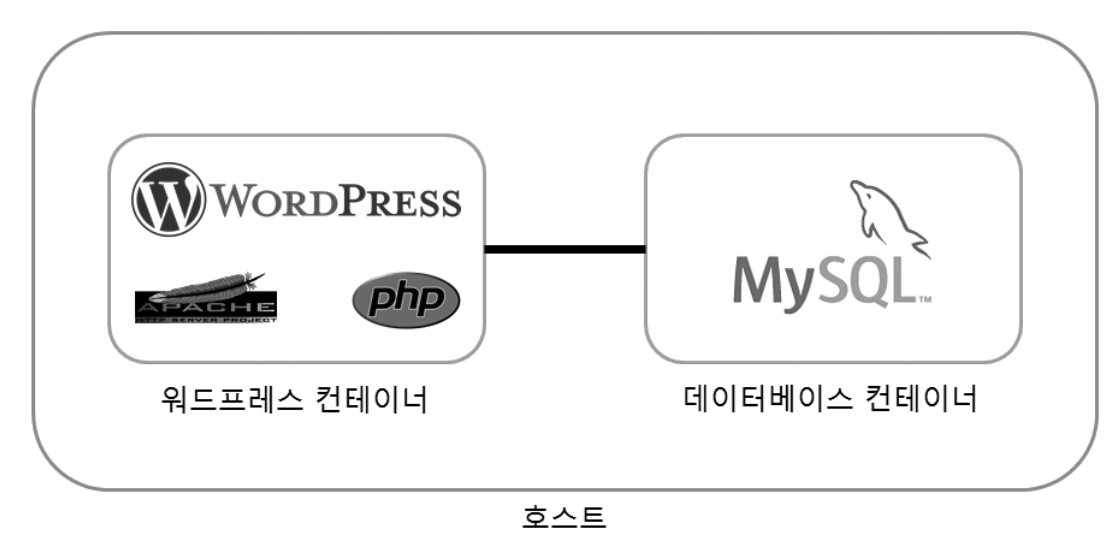 WORDPRESS
APACHE
HTTP SERVER PROJECT
php
MySQL™
워드프레스 컨테이너
데이터베이스 컨테이너
호스트